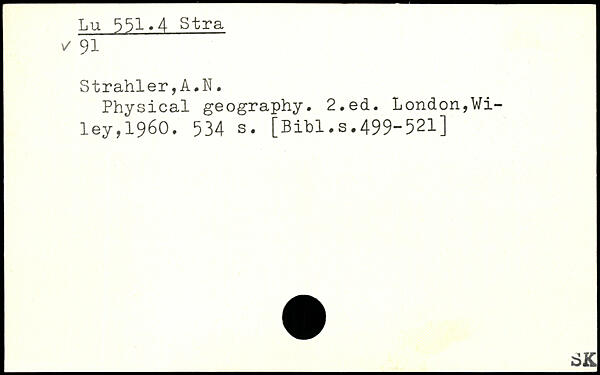 Lu 551.4 Stra
✓ 91
Strahler,A.N.
Physical geography. 2.ed. London,Wi-
ley,1960. 534 s. [Bibl.s.499-521]
SK